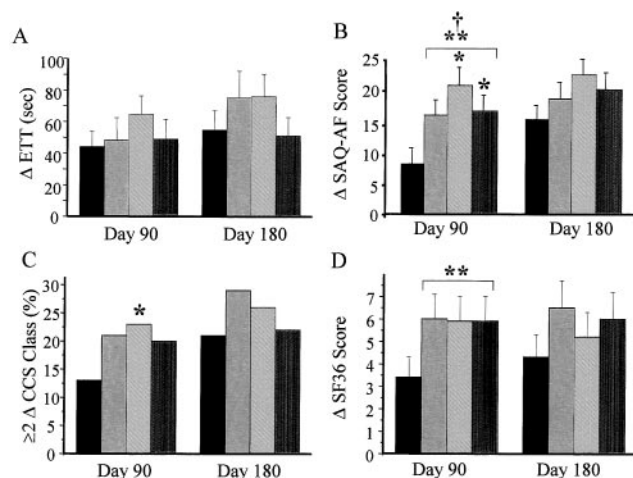 A
Δ ETT (sec)
100
80
60
40
20
0
Day 90 Day 180
B
Δ SAQ-AF Score
25
20
15
10
5
0
†
**
*
*
Day 90 Day 180
C
≥2 Δ CCS Class (%)
30
25
20
15
10
5
0
*
Day 90 Day 180
D
Δ SF36 Score
6
5
4
3
2
1
0
**
Day 90 Day 180